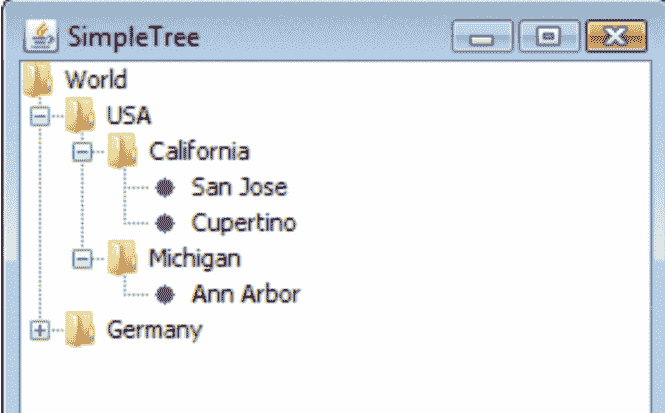 SimpleTree
World
USA
California
San Jose
Cupertino
Michigan
Ann Arbor
Germany